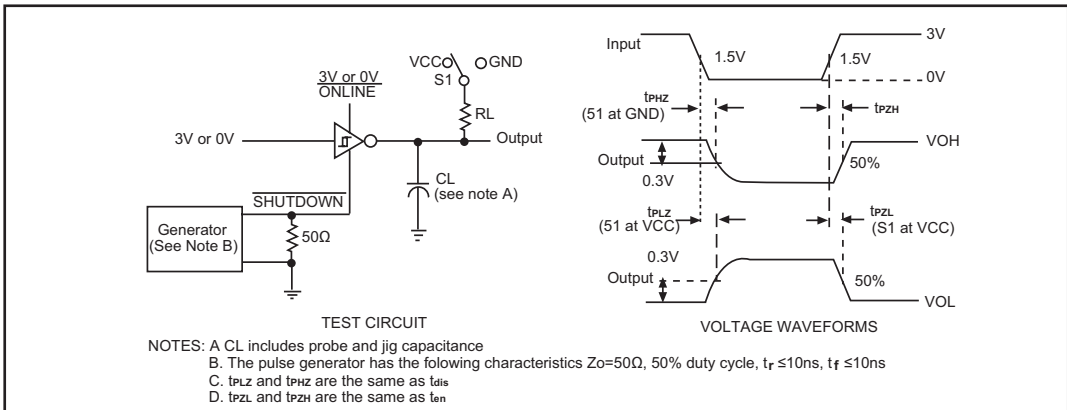 VCC
GND
S1
3V or 0V
ONLINE
RL
3V or 0V
Output
CL
(see note A)
SHUTDOWN
Generator
(See Note B)
50Ω
TEST CIRCUIT
Input
3V
1.5V
1.5V
0V
tPHZ
(51 at GND)
tPZH
VOH
Output
50%
0.3V
tPLZ
(51 at VCC)
tPZL
(S1 at VCC)
0.3V
Output
50%
VOL
VOLTAGE WAVEFORMS
NOTES: A CL includes probe and jig capacitance
B. The pulse generator has the folowing characteristics Zo=50Ω, 50% duty cycle, tr ≤10ns, tf ≤10ns
C. tPLZ and tPHZ are the same as tdis
D. tPZL and tPZH are the same as ten